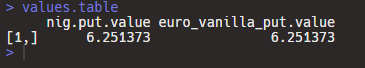 > values.table
nig.put.value euro_vanilla_put.value
[1,] 6.251373 6.251373
>